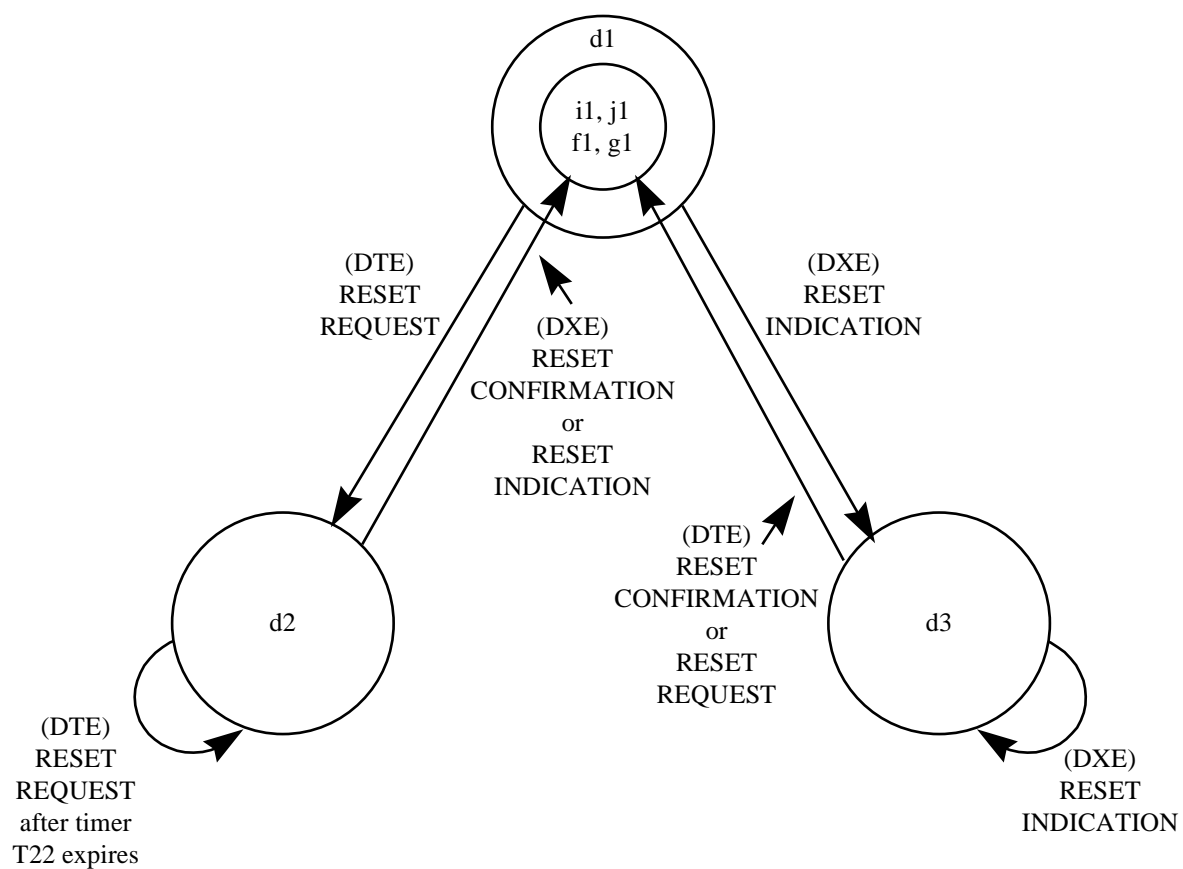 d1
i1, j1
f1, g1
(DTE)
RESET
REQUEST
(DXE)
RESET
CONFIRMATION
or
RESET
INDICATION
(DXE)
RESET
INDICATION
(DTE)
RESET
CONFIRMATION
or
RESET
REQUEST
d2
d3
(DTE)
RESET
REQUEST
after timer
T22 expires
(DXE)
RESET
INDICATION